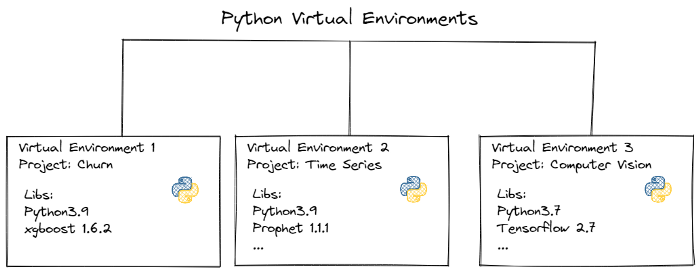 Python Virtual Environments
Virtual Environment 1
Project: Churn
Libs:
Python3.9
xgboost 1.6.2
Virtual Environment 2
Project: Time Series
Libs:
Python3.9
Prophet 1.1.1
...
Virtual Environment 3
Project: Computer Vision
Libs:
Python3.7
Tensorflow 2.7
...